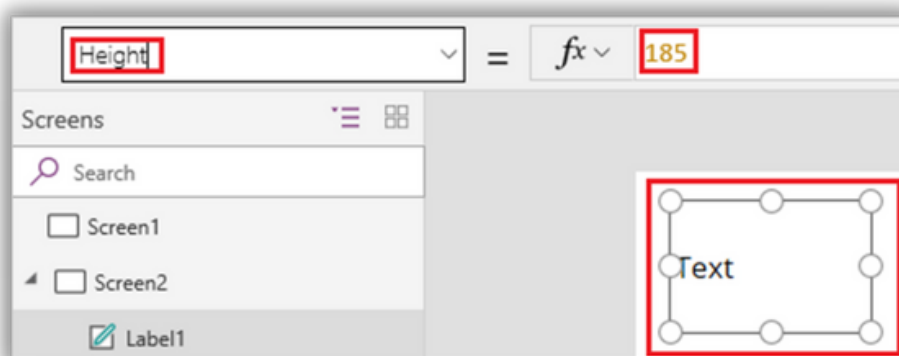 Height = fx 185
Screens
Search
Screen1
Screen2
Label1
Text